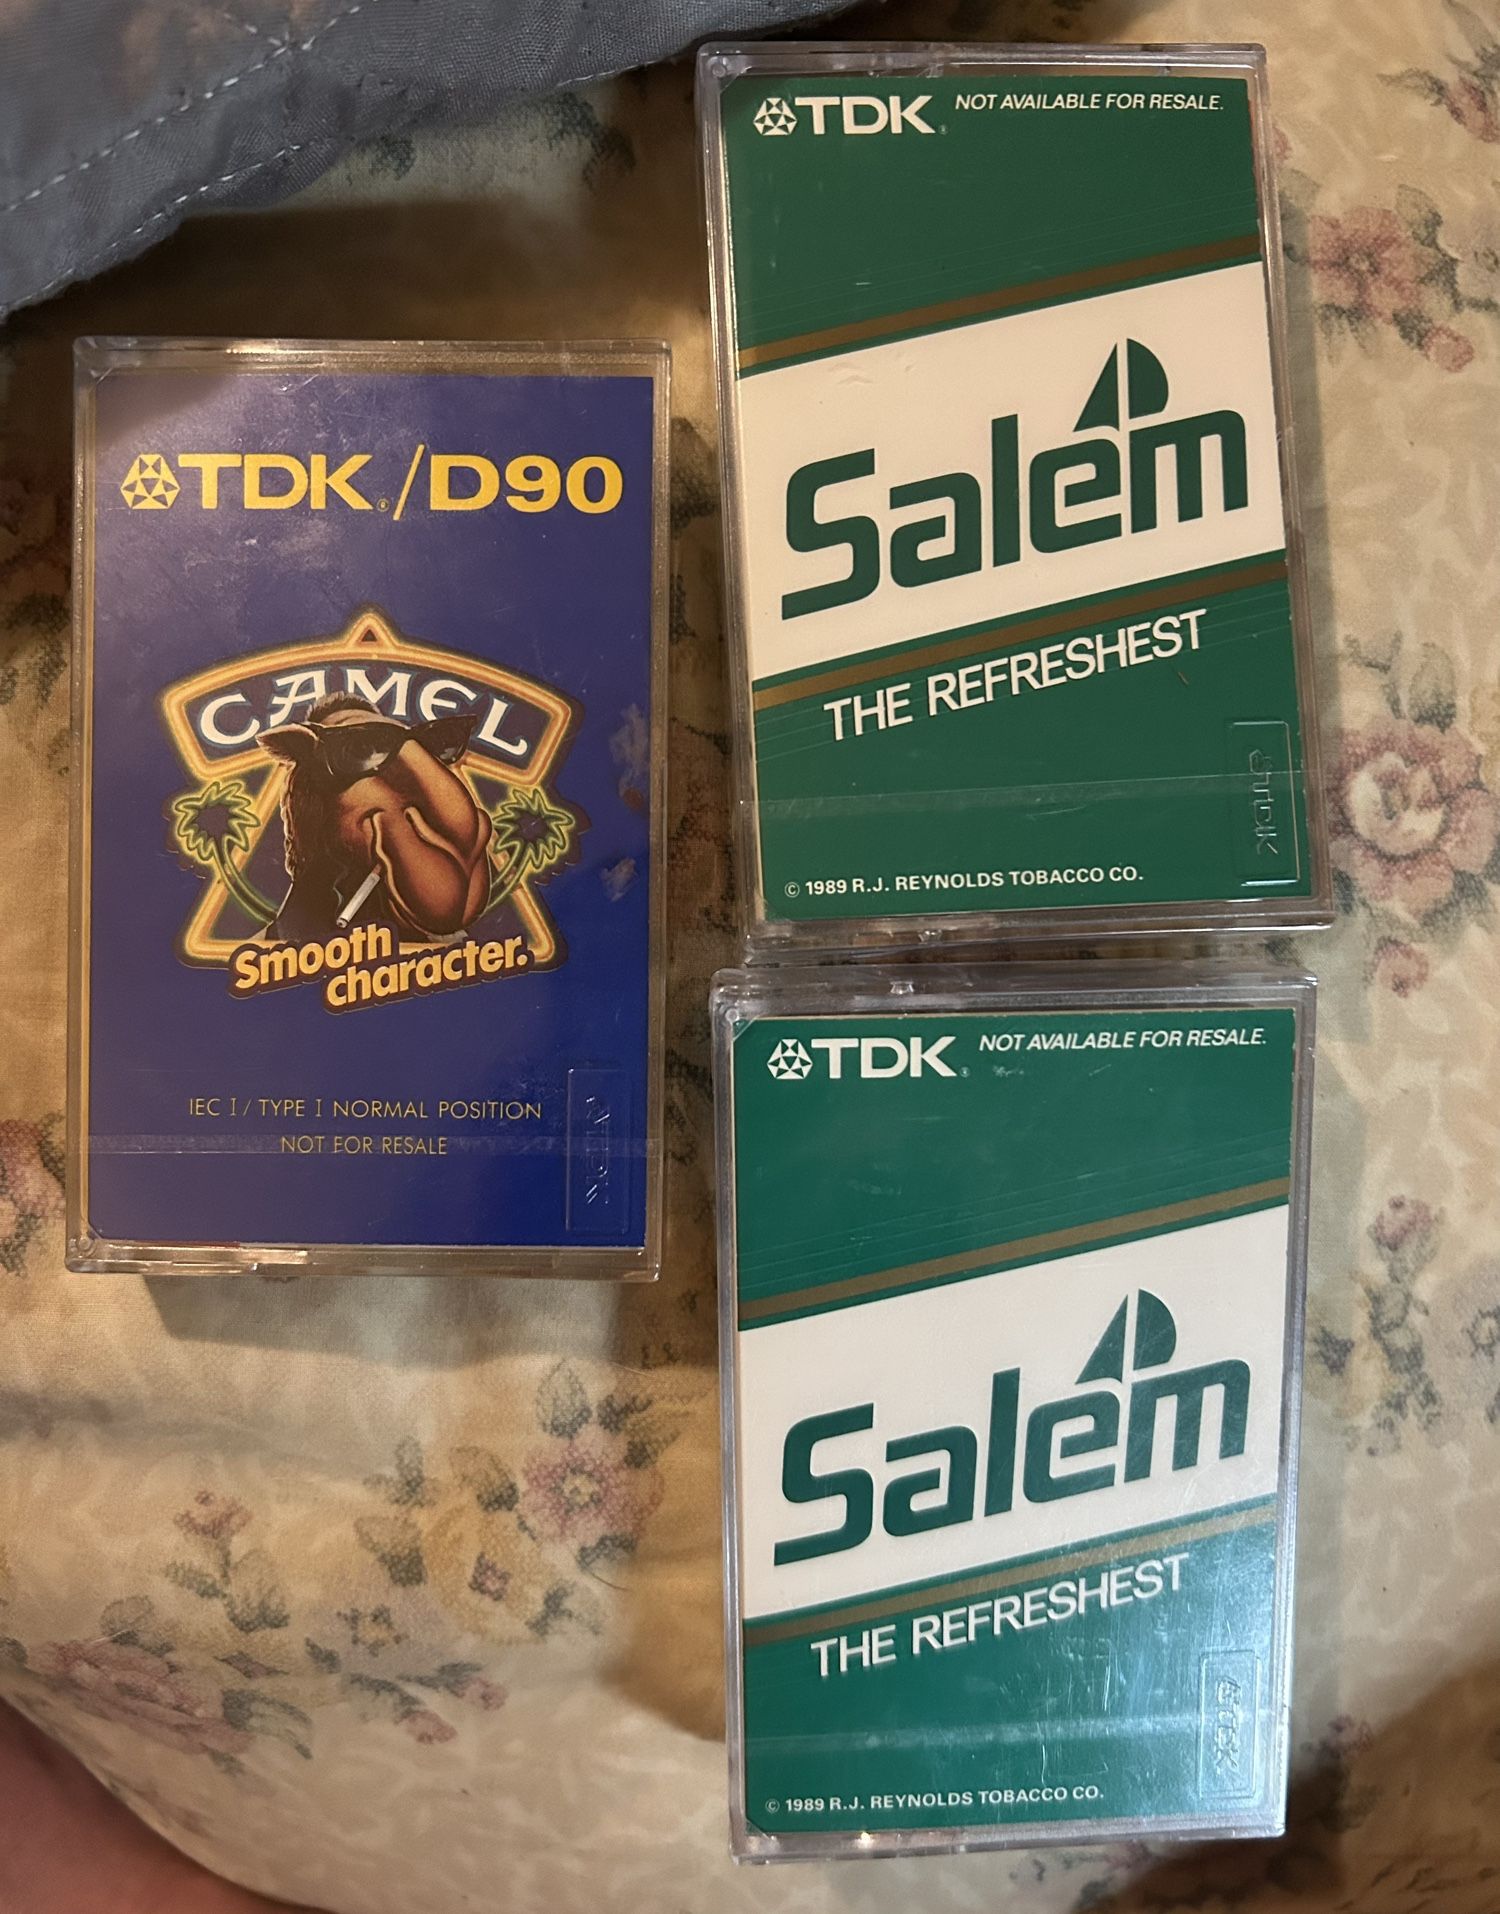 TDK® / D90
CAMEL
Smooth
character.
IEC I / TYPE I NORMAL POSITION
NOT FOR RESALE
TDK
TDK® NOT AVAILABLE FOR RESALE.
Salem
THE REFRESHEST
TDK
© 1989 R.J. REYNOLDS TOBACCO CO.
TDK® NOT AVAILABLE FOR RESALE.
Salem
THE REFRESHEST
TDK
© 1989 R.J. REYNOLDS TOBACCO CO.